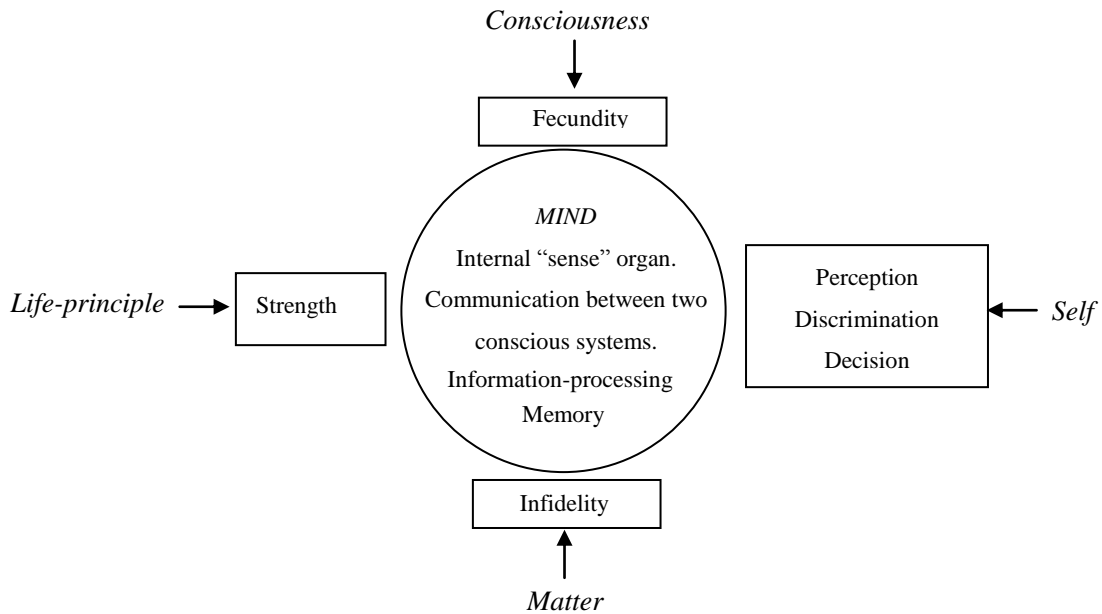 Consciousness
Fecundity
MIND
Internal “sense” organ.
Communication between two
conscious systems.
Information-processing
Memory
Life-principle
Strength
Perception
Discrimination
Decision
Self
Infidelity
Matter